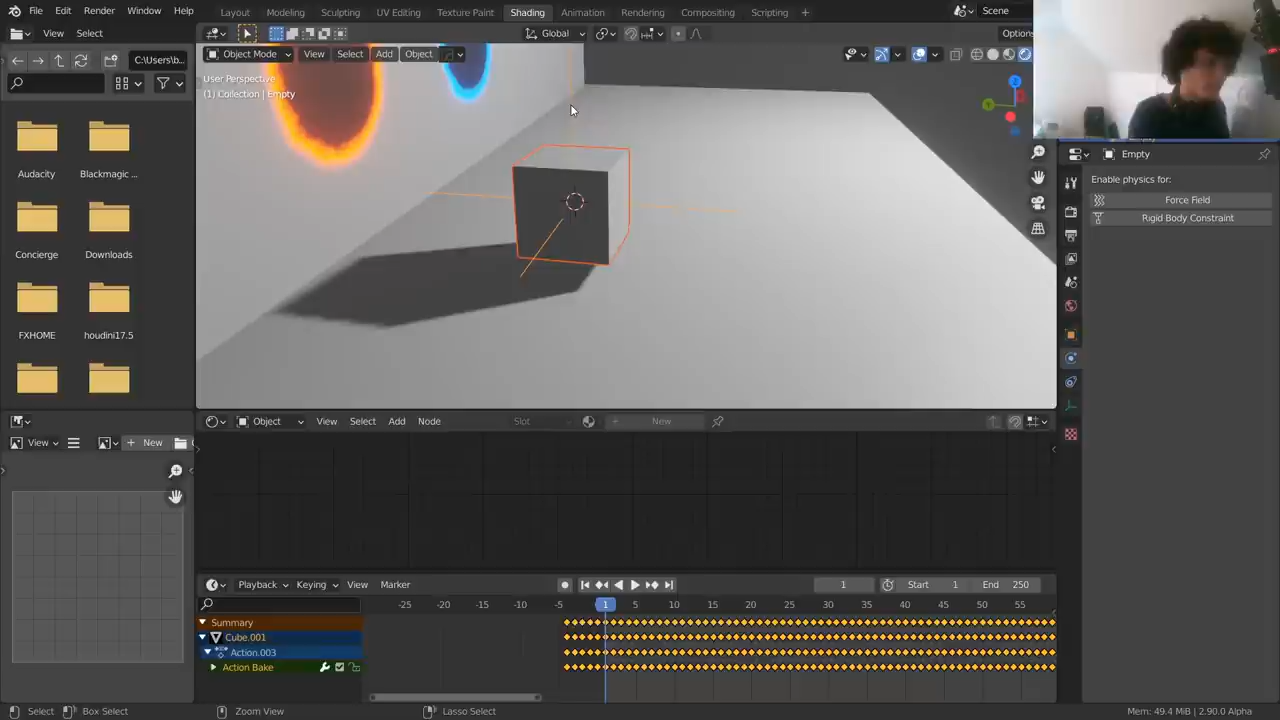 File Edit Render Window Help Layout Modeling Sculpting UV Editing Texture Paint Shading Animation Rendering Compositing Scripting + Scene
View Select Global Options
C:\Users\b... Object Mode View Select Add Object
User Perspective
(1) Collection | Empty
Empty
Enable physics for:
Force Field
Rigid Body Constraint
Audacity Blackmagic ...
Concierge Downloads
FXHOME houdini17.5
Z
Y
Object View Select Add Node Slot + New
View + New
Playback Keying View Marker 1 Start 1 End 250
-25 -20 -15 -10 -5 1 5 10 15 20 25 30 35 40 45 50 55
Summary
Cube.001
Action.003
Action Bake
Select Box Select Zoom View Lasso Select Mem: 49.4 MiB | 2.90.0 Alpha